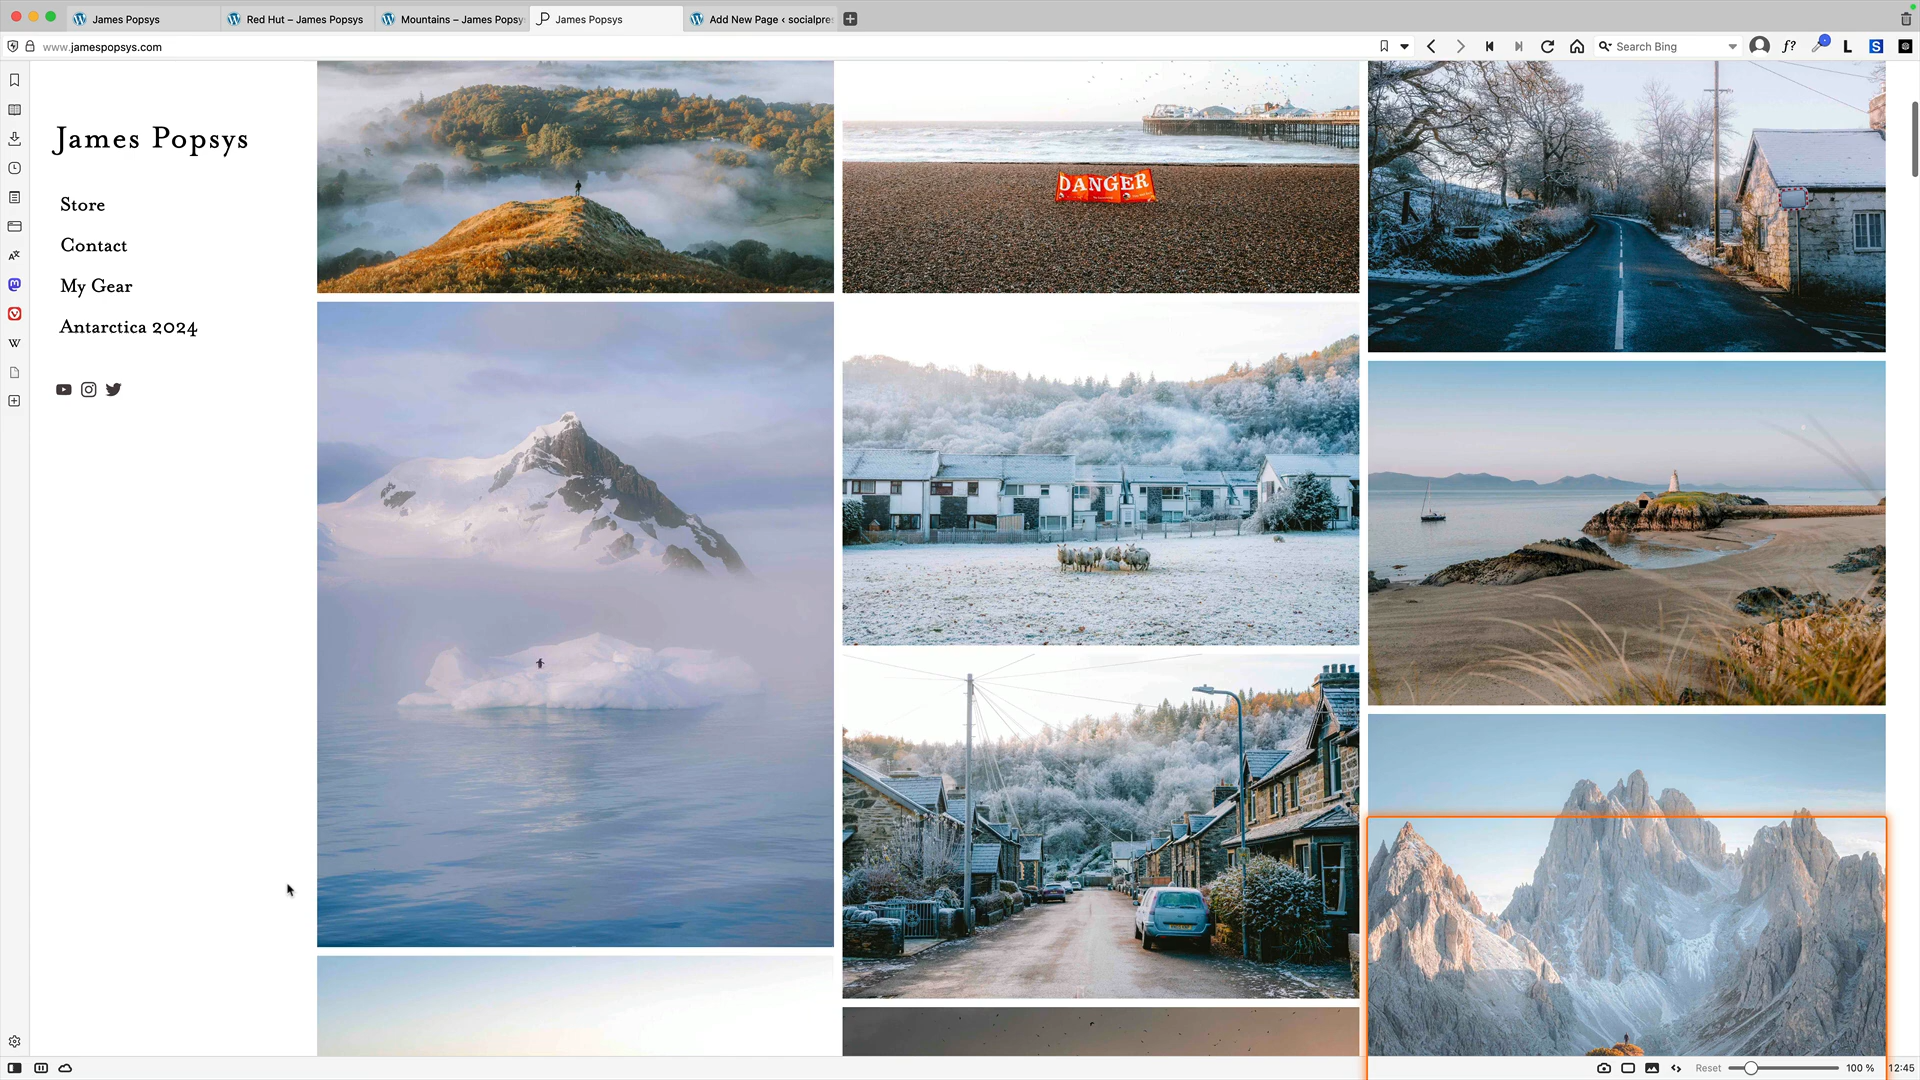 James Popsys
Red Hut – James Popsys
Mountains – James Popsy
James Popsys
Add New Page ‹ socialpre
www.jamespopsys.com
Search Bing
f?
L
S
James Popsys
Store
Contact
My Gear
Antarctica 2024
DANGER
W
Reset
100 %
12:45